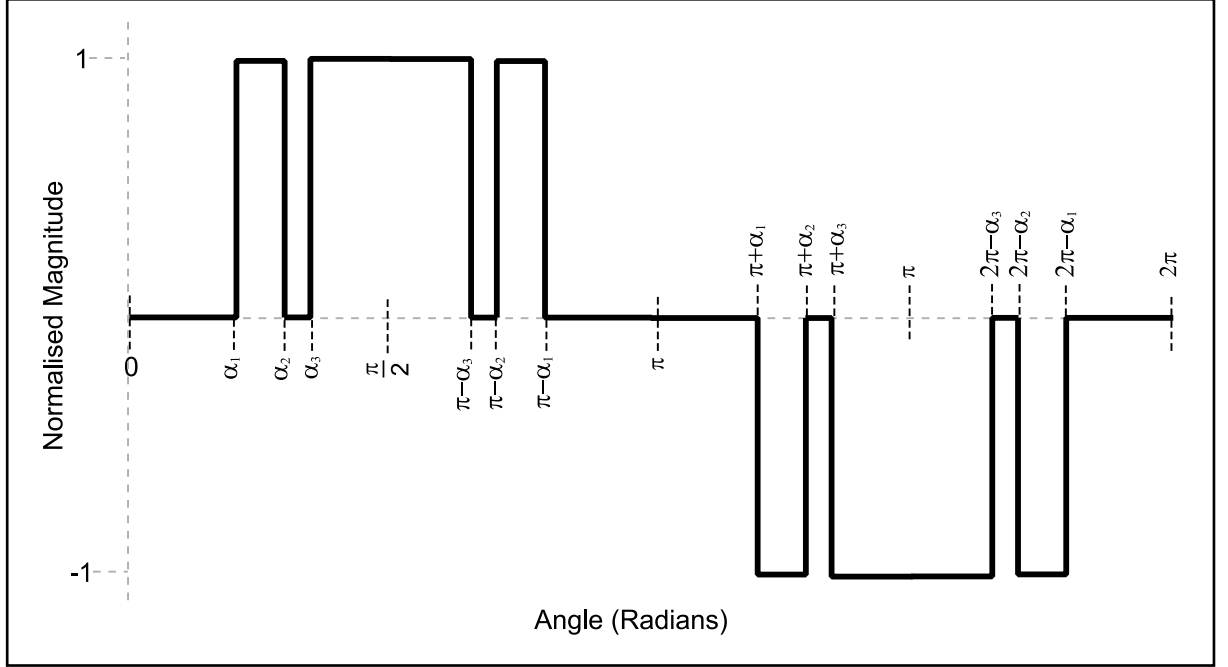 1
Normalised Magnitude
0
α₁
α₂
α₃
π
2
π−α₃
π−α₂
π−α₁
π
π+α₁
π+α₂
π+α₃
π
2π−α₃
2π−α₂
2π−α₁
2π
-1
Angle (Radians)